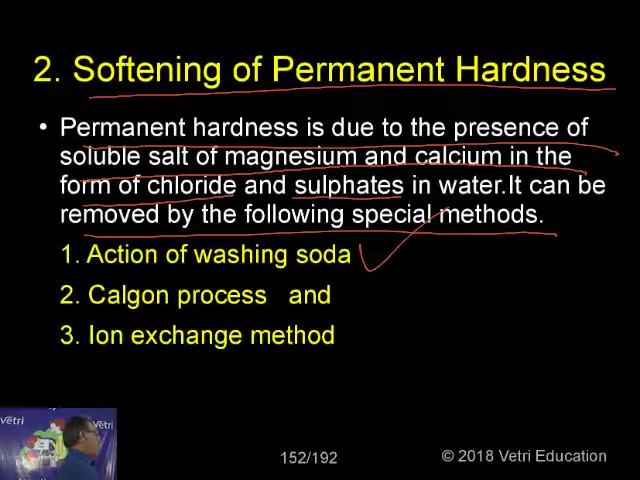 2. Softening of Permanent Hardness
• Permanent hardness is due to the presence of
soluble salt of magnesium and calcium in the
form of chloride and sulphates in water.It can be
removed by the following special methods.
1. Action of washing soda
2. Calgon process and
3. Ion exchange method
Vetri
Vetri
152/192
© 2018 Vetri Education